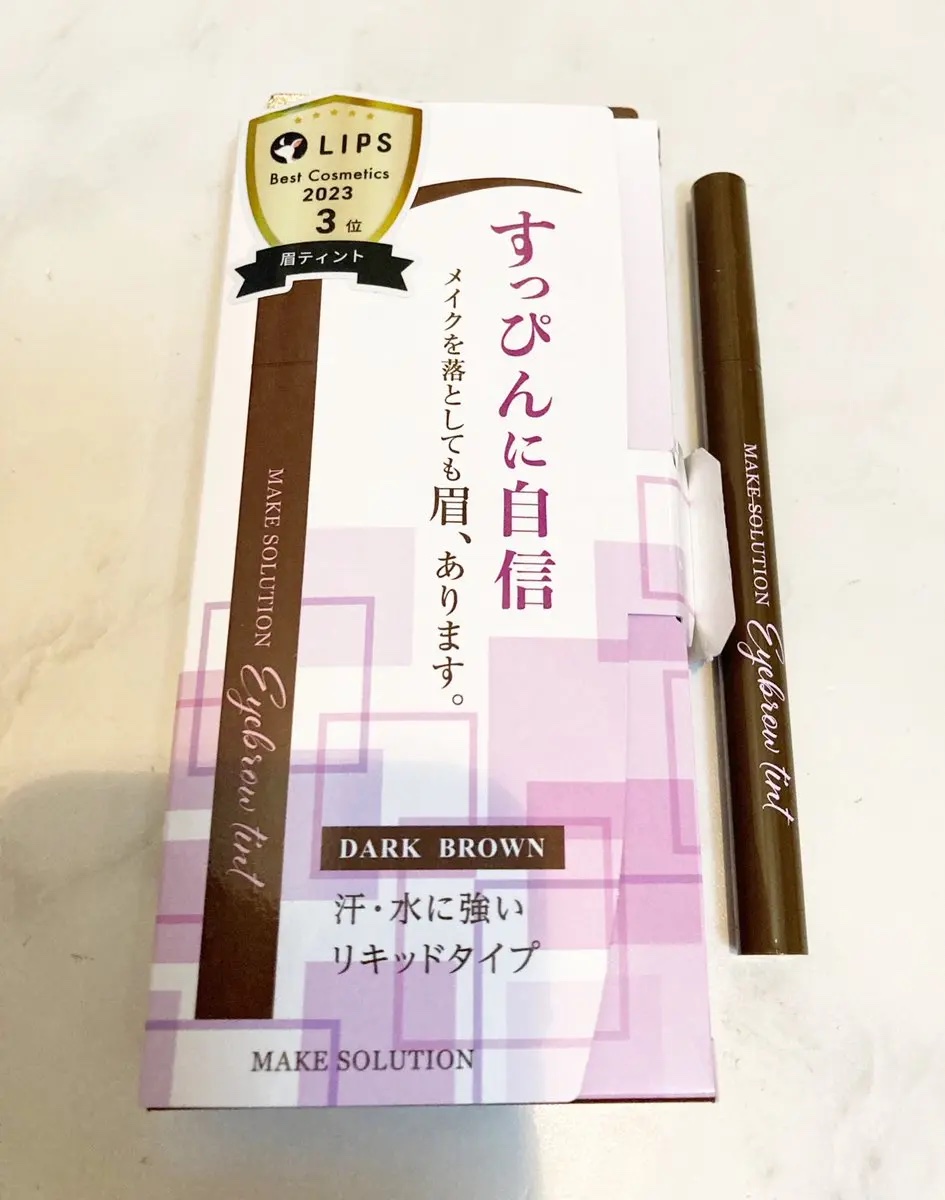 LIPS
Best Cosmetics
2023
3位
眉ティント
すっぴんに自信
メイクを落としても眉、あります。
MAKE SOLUTION Eyebrow tint
DARK BROWN
汗・水に強い
リキッドタイプ
MAKE SOLUTION
MAKE SOLUTION Eyebrow tint